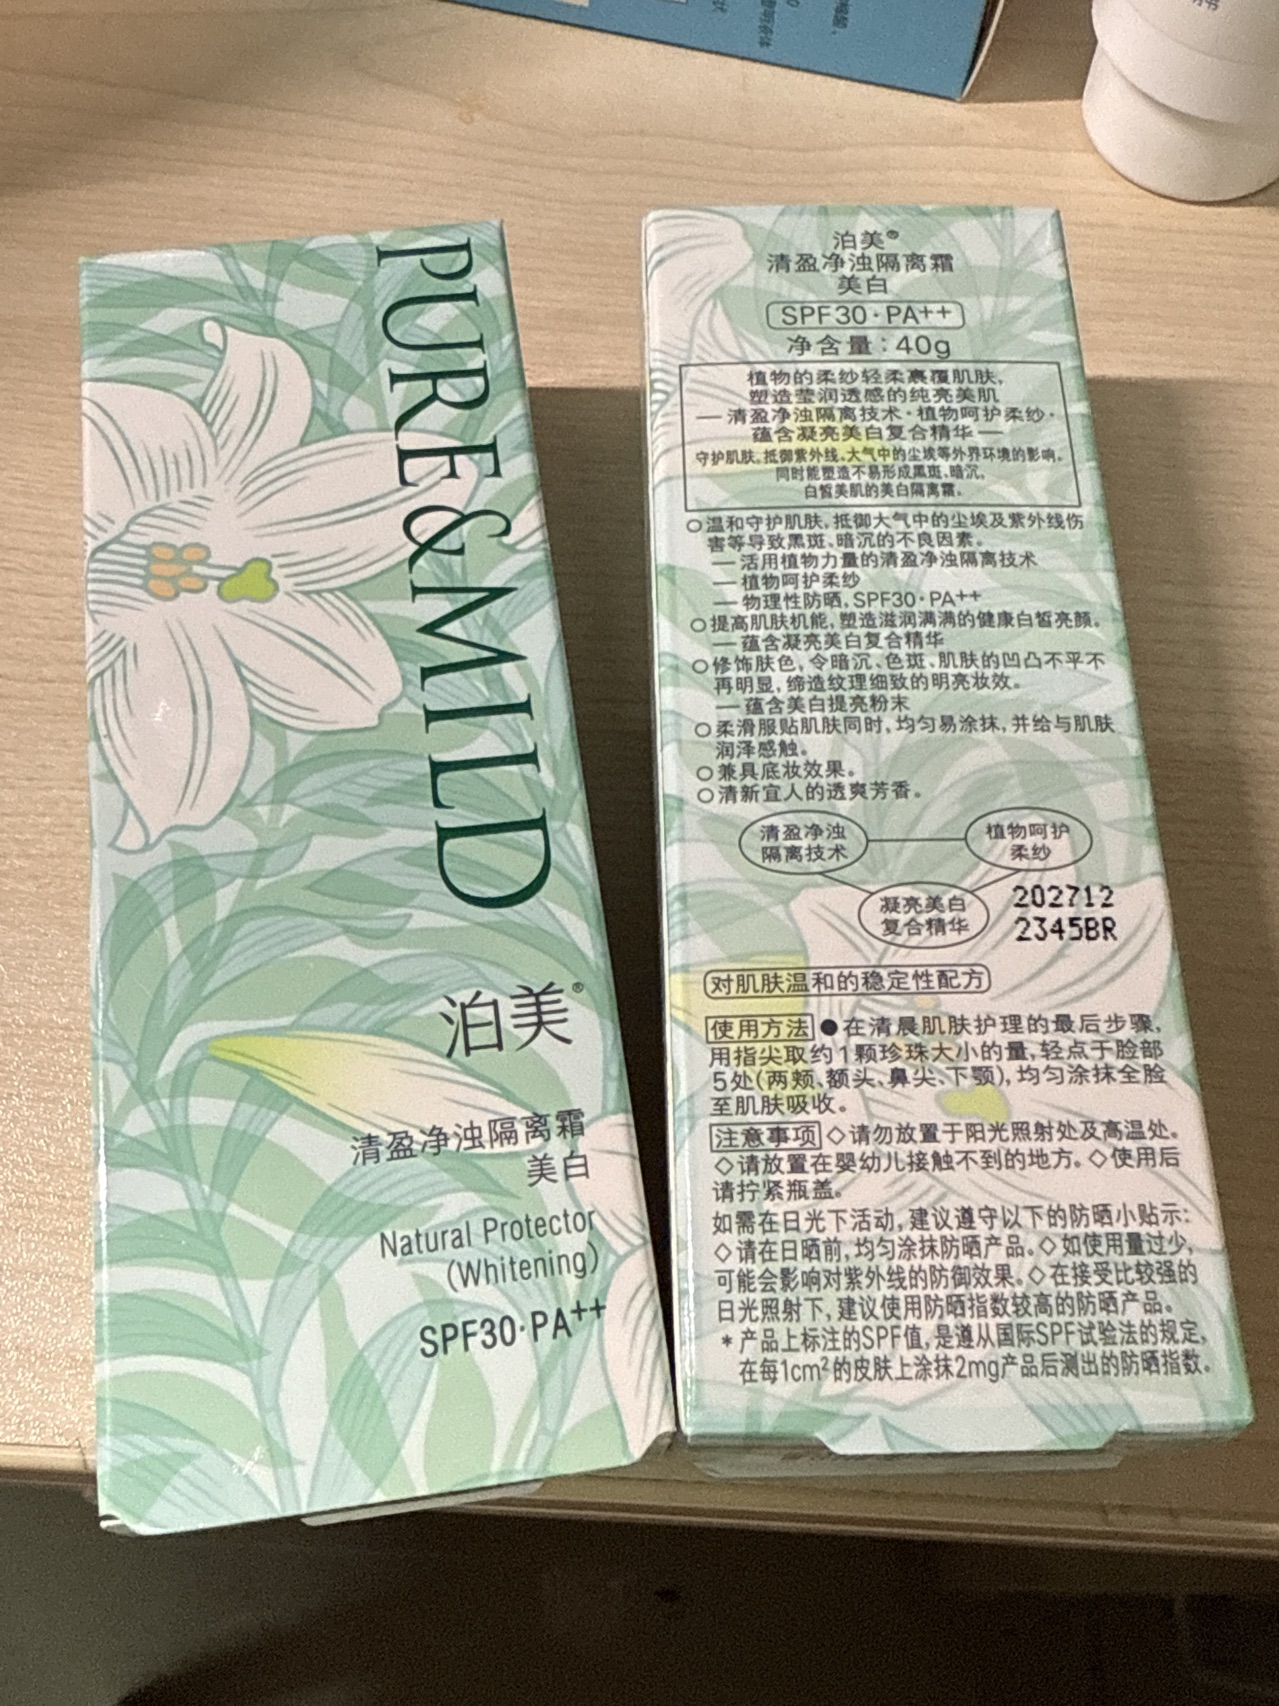 PURE&MILD
泊美®
清盈净浊隔离霜
美白
Natural Protector
(Whitening)
SPF30·PA++
泊美®
清盈净浊隔离霜
美白
SPF30·PA++
净含量：40g
植物的柔纱轻柔裹覆肌肤,
塑造莹润透感的纯亮美肌
—清盈净浊隔离技术·植物呵护柔纱·
蕴含凝亮美白复合精华—
守护肌肤,抵御紫外线、大气中的尘埃等外界环境的影响。
同时能塑造不易形成黑斑、暗沉,
白皙美肌的美白隔离霜。
○温和守护肌肤,抵御大气中的尘埃及紫外线伤
害等导致黑斑、暗沉的不良因素。
—活用植物力量的清盈净浊隔离技术
—植物呵护柔纱
—物理性防晒,SPF30·PA++
○提高肌肤机能,塑造滋润满满的健康白皙亮颜。
—蕴含凝亮美白复合精华
○修饰肤色,令暗沉、色斑、肌肤的凹凸不平不
再明显,缔造纹理细致的明亮妆效。
—蕴含美白提亮粉末
○柔滑服贴肌肤同时,均匀易涂抹,并给与肌肤
润泽感触。
○兼具底妆效果。
○清新宜人的透爽芳香。
清盈净浊
隔离技术
植物呵护
柔纱
凝亮美白
复合精华
202712
2345BR
对肌肤温和的稳定性配方
使用方法●在清晨肌肤护理的最后步骤,
用指尖取约1颗珍珠大小的量,轻点于脸部
5处(两颊、额头、鼻尖、下颚),均匀涂抹全脸
至肌肤吸收。
注意事项◇请勿放置于阳光照射处及高温处。
◇请放置在婴幼儿接触不到的地方。◇使用后
请拧紧瓶盖。
如需在日光下活动,建议遵守以下的防晒小贴示:
◇请在日晒前,均匀涂抹防晒产品。◇如使用量过少,
可能会影响对紫外线的防御效果。◇在接受比较强的
日光照射下,建议使用防晒指数较高的防晒产品。
*产品上标注的SPF值,是遵从国际SPF试验法的规定,
在每1cm²的皮肤上涂抹2mg产品后测出的防晒指数。